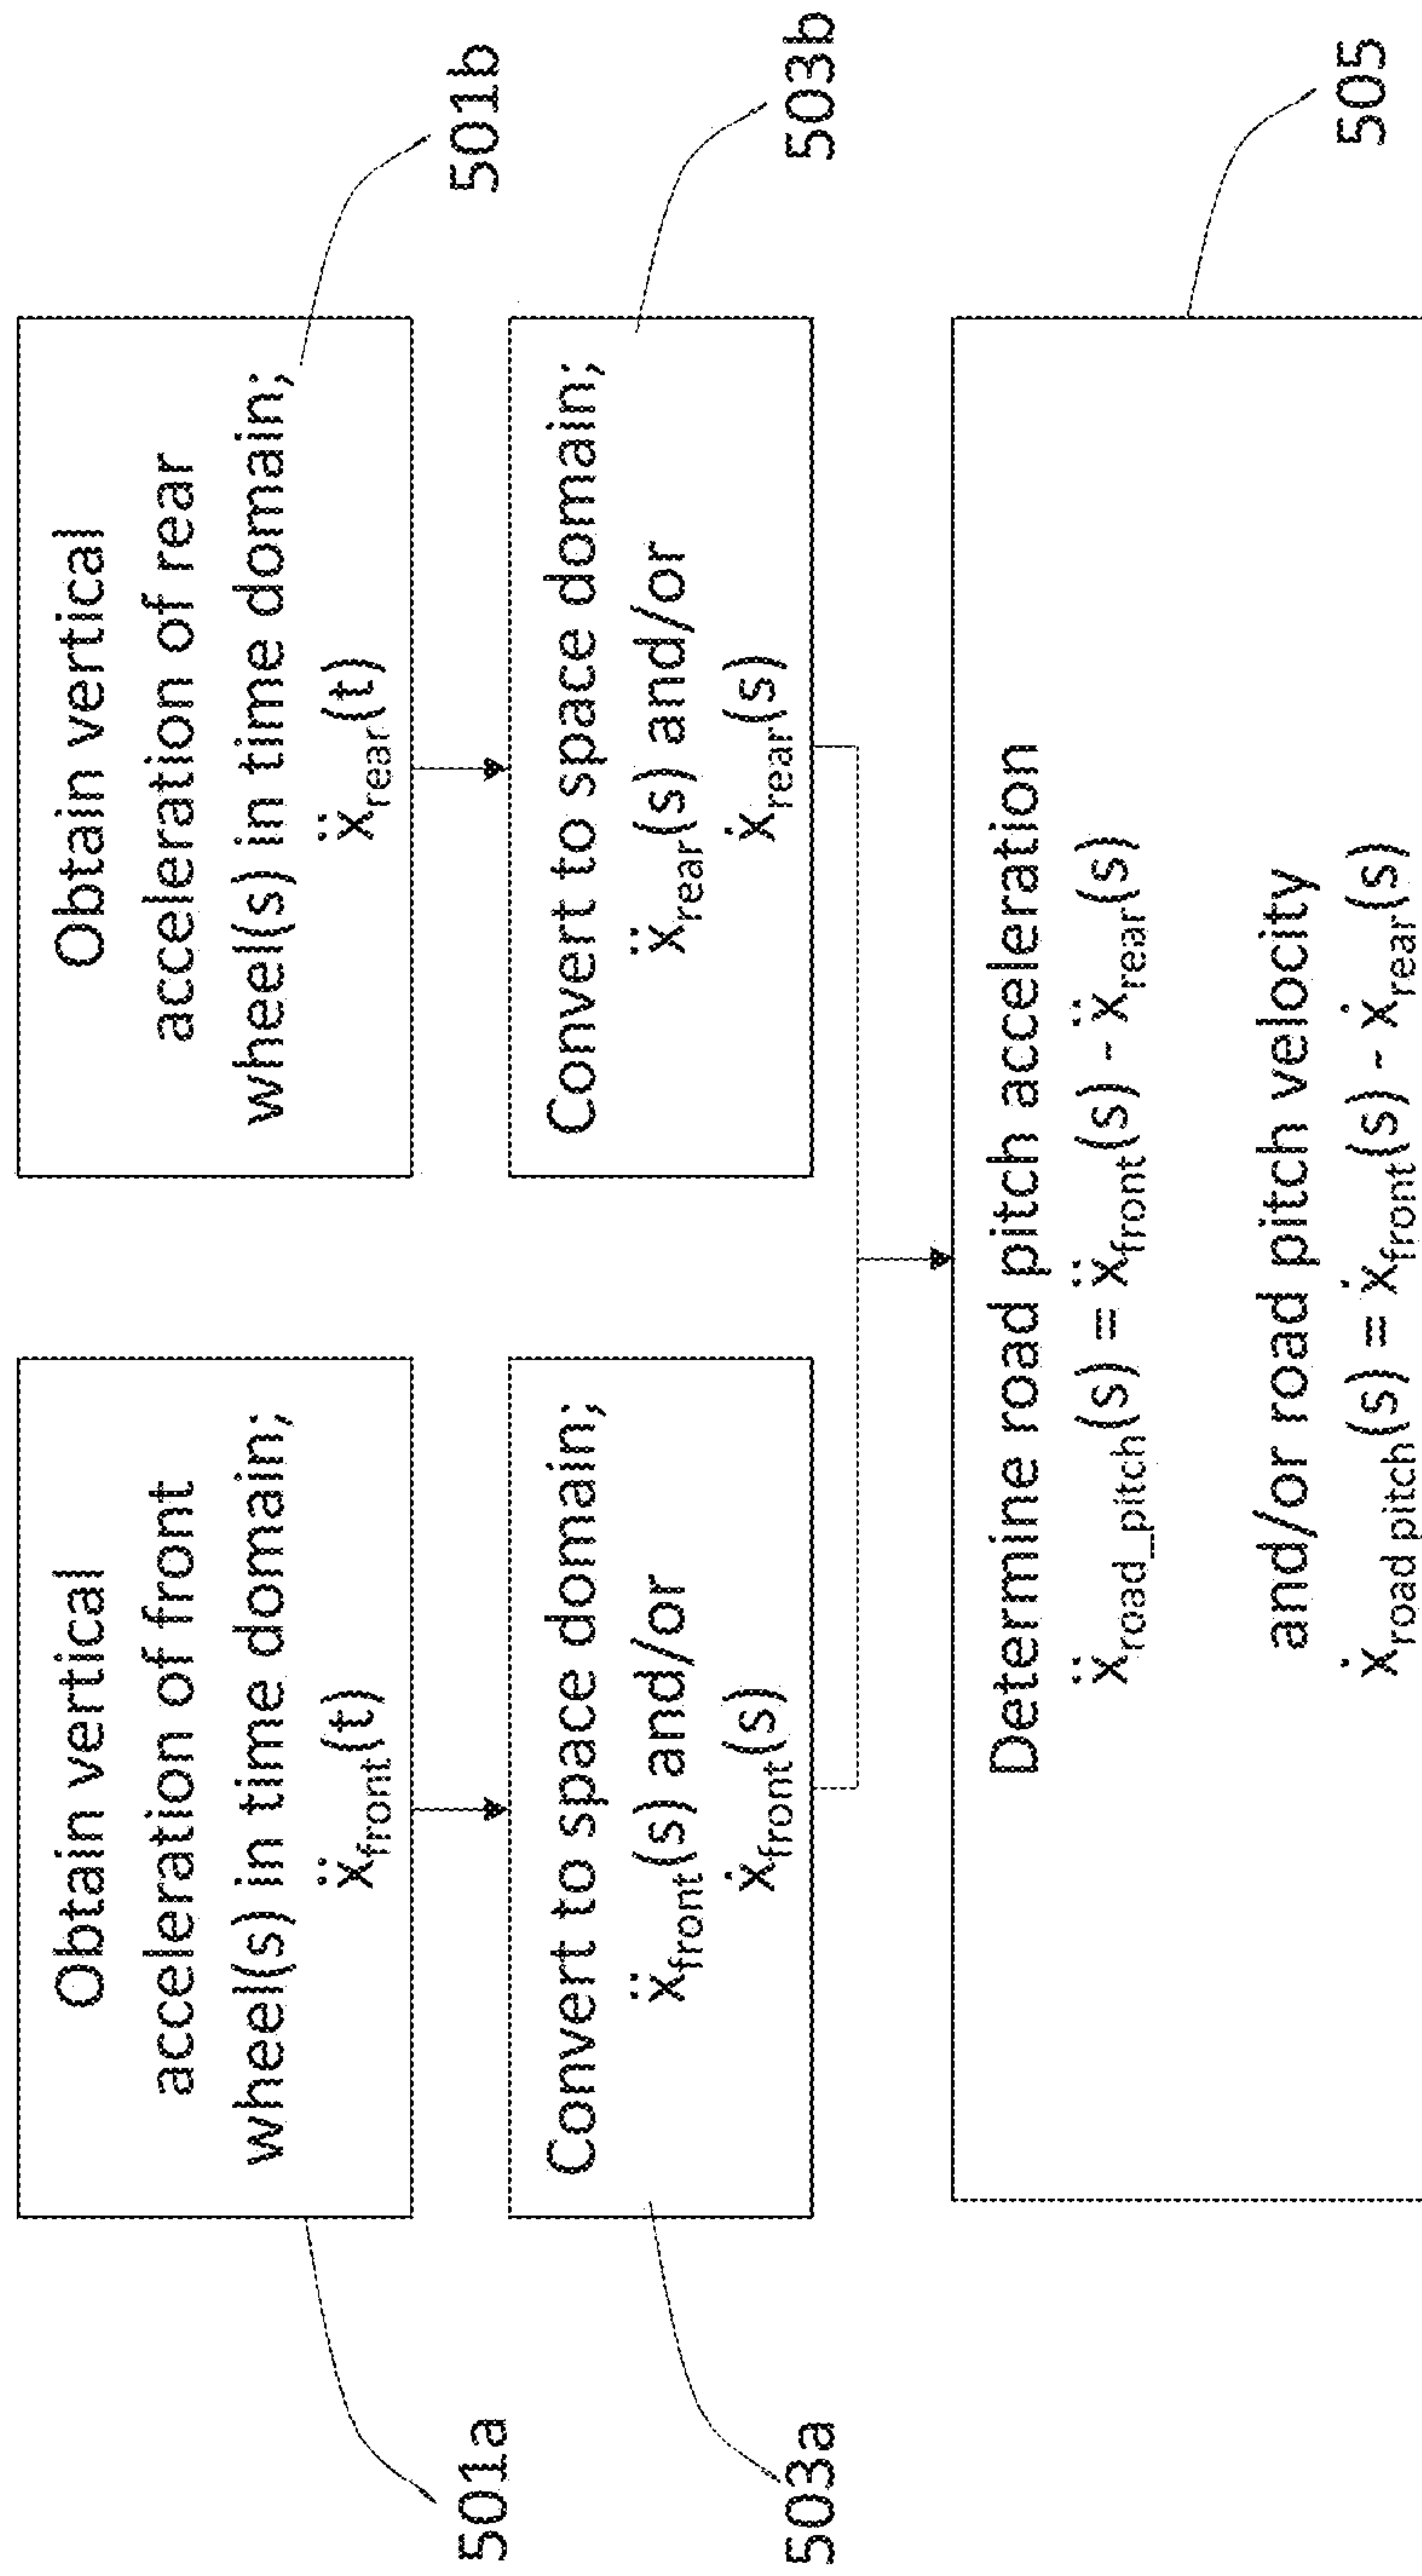 Obtain vertical
acceleration of front
wheel(s) in time domain;
ẍfront(t)
501a
Obtain vertical
acceleration of rear
wheel(s) in time domain;
ẍrear(t)
501b
Convert to space domain;
ẍfront(s) and/or
ẋfront(s)
503a
Convert to space domain;
ẍrear(s) and/or
ẋrear(s)
503b
Determine road pitch acceleration
ẍroad_pitch(s) = ẍfront(s) - ẍrear(s)
and/or road pitch velocity
ẋroad pitch(s) = ẋfront(s) - ẋrear(s)
505